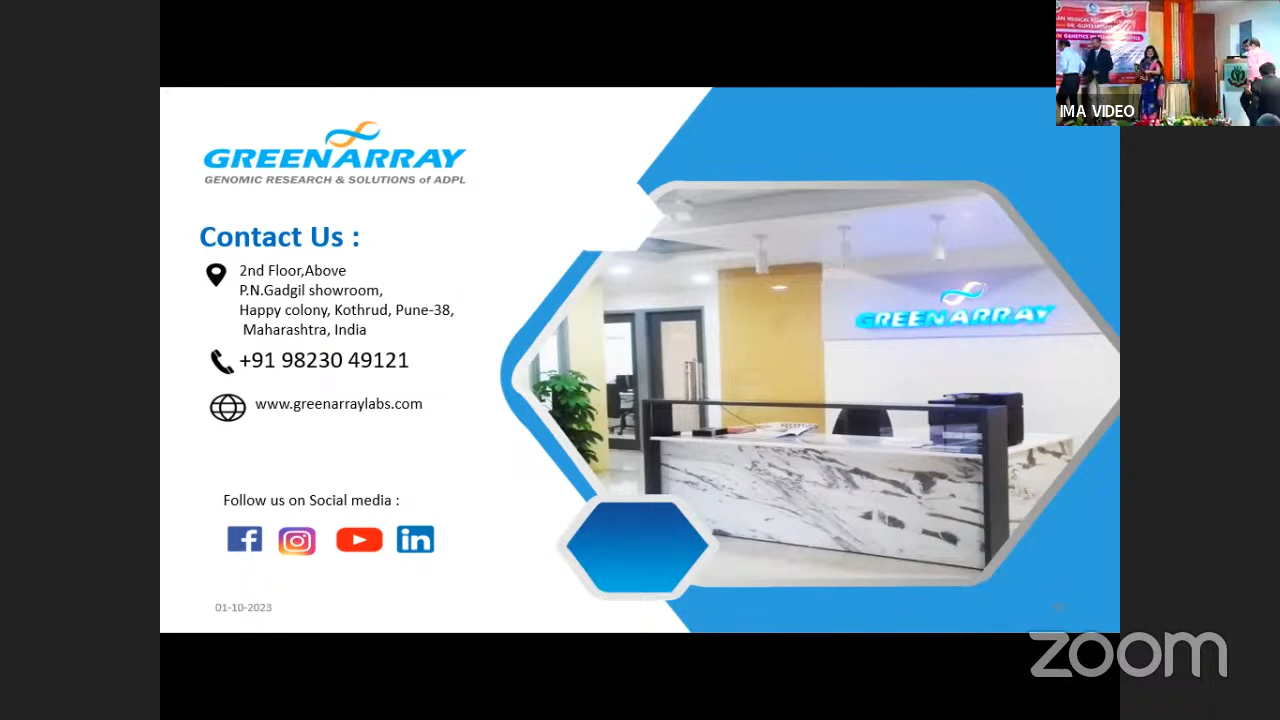 GREENARRAY
GENOMIC RESEARCH & SOLUTIONS of ADPL
Contact Us :
2nd Floor,Above
P.N.Gadgil showroom,
Happy colony, Kothrud, Pune-38,
Maharashtra, India
+91 98230 49121
www.greenarraylabs.com
Follow us on Social media :
01-10-2023
GREENARRAY
RECEPTION
IMA VIDEO
zoom